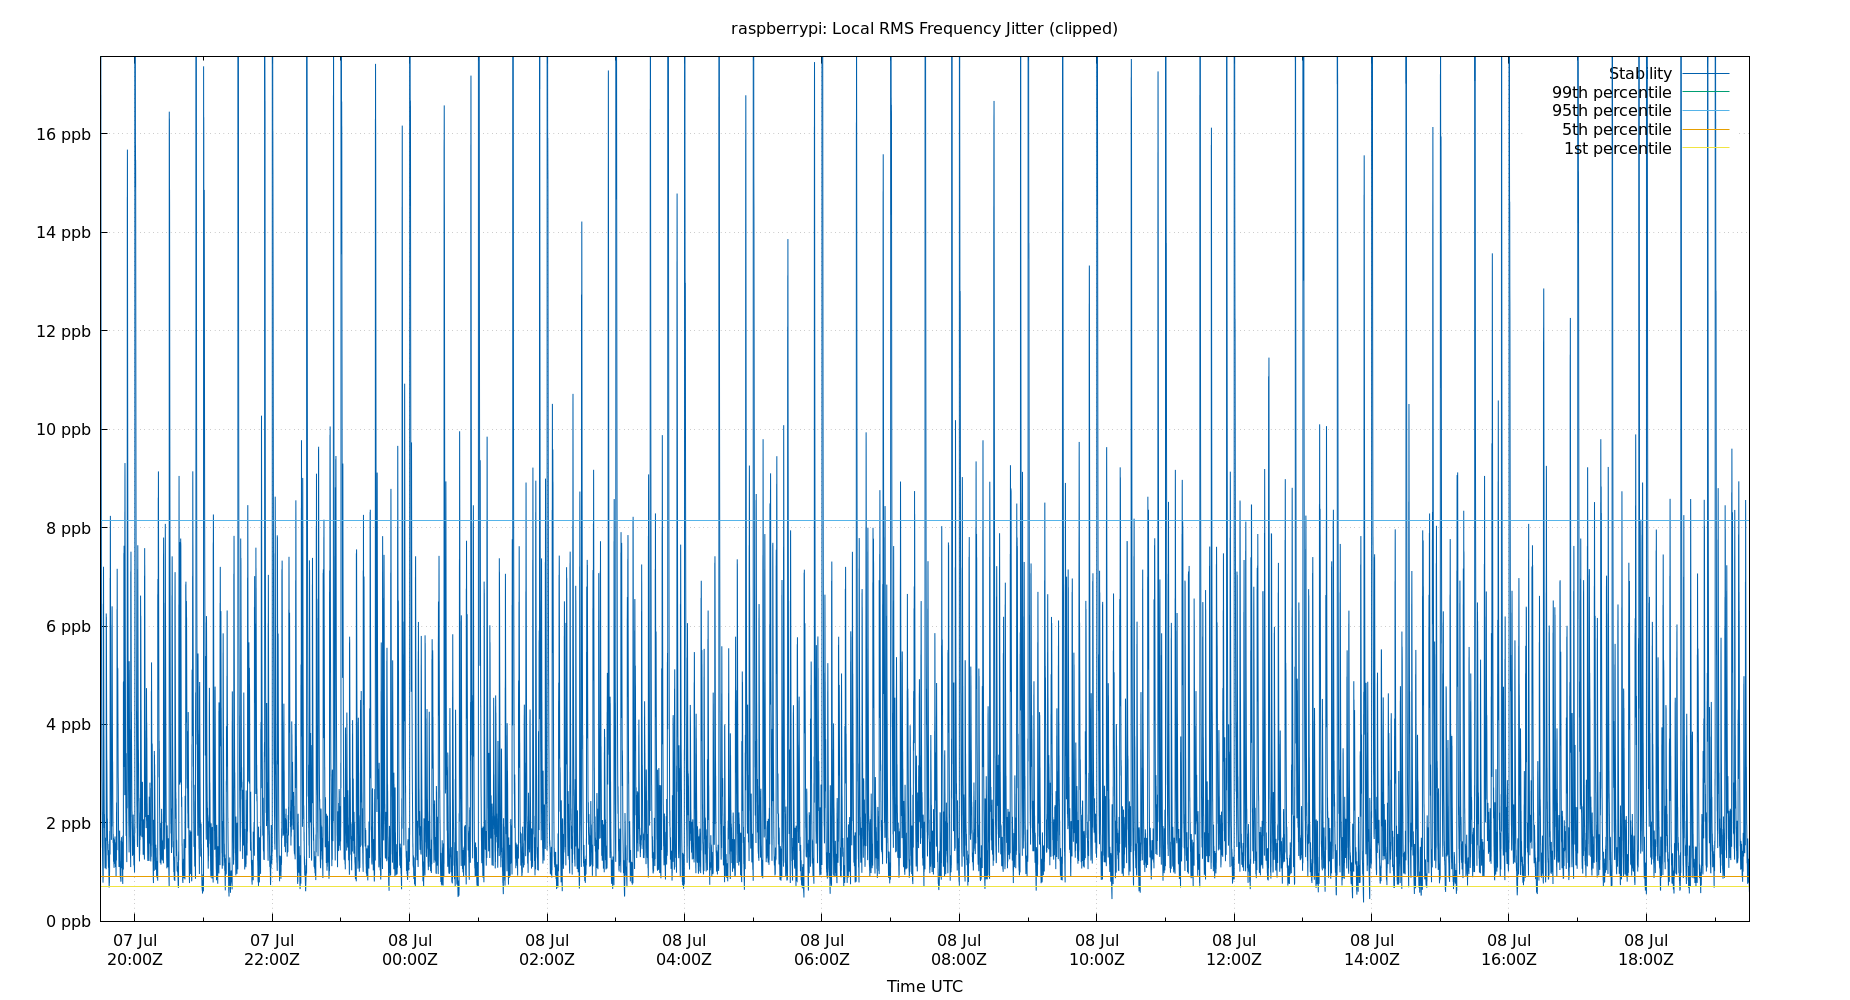 raspberrypi: Local RMS Frequency Jitter (clipped)
Stability
99th percentile
95th percentile
5th percentile
1st percentile
16 ppb
14 ppb
12 ppb
10 ppb
8 ppb
6 ppb
4 ppb
2 ppb
0 ppb
07 Jul 07 Jul 08 Jul 08 Jul 08 Jul 08 Jul 08 Jul 08 Jul 08 Jul 08 Jul 08 Jul 08 Jul
20:00Z 22:00Z 00:00Z 02:00Z 04:00Z 06:00Z 08:00Z 10:00Z 12:00Z 14:00Z 16:00Z 18:00Z
Time UTC